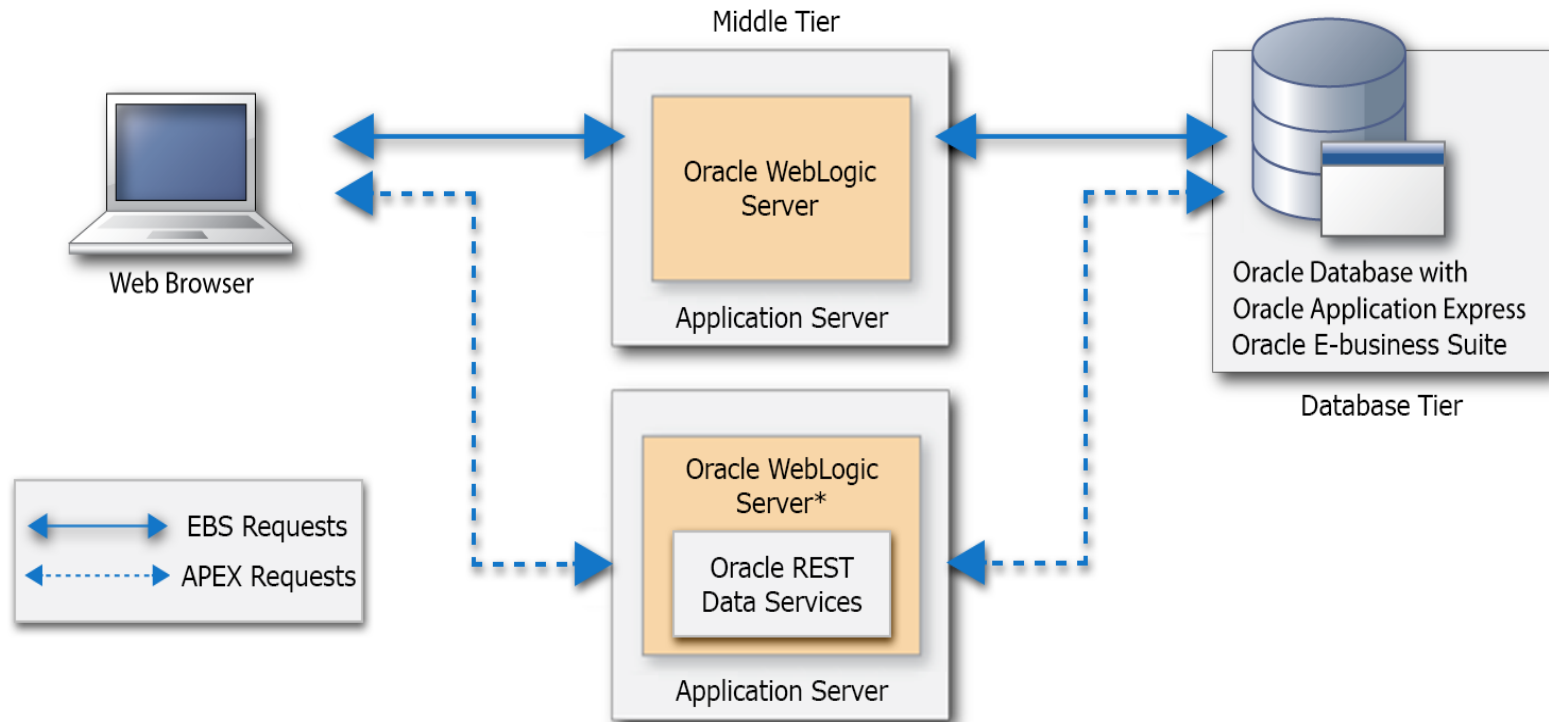 Middle Tier
Oracle WebLogic
Server
Application Server
Web Browser
Oracle Database with
Oracle Application Express
Oracle E-business Suite
Database Tier
Oracle WebLogic
Server*
Oracle REST
Data Services
Application Server
EBS Requests
APEX Requests